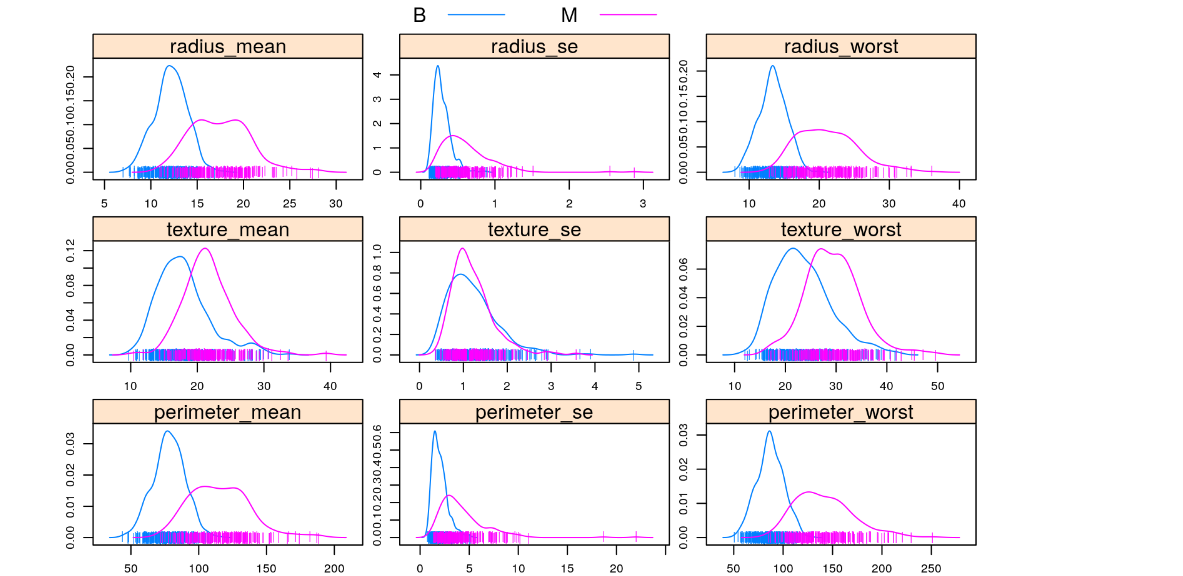 B M
radius_mean radius_se radius_worst
0.00 0.05 0.10 0.15 0.20
0 1 2 3 4
0.00 0.05 0.10 0.15 0.20
5 10 15 20 25 30
0 1 2 3
10 20 30 40
texture_mean texture_se texture_worst
0.00 0.04 0.08 0.12
0.0 0.2 0.4 0.6 0.8 1.0
0.00 0.02 0.04 0.06
10 20 30 40
0 1 2 3 4 5
10 20 30 40 50
perimeter_mean perimeter_se perimeter_worst
0.00 0.01 0.02 0.03
0.0 0.1 0.2 0.3 0.4 0.5 0.6
0.00 0.01 0.02 0.03
50 100 150 200
0 5 10 15 20
50 100 150 200 250